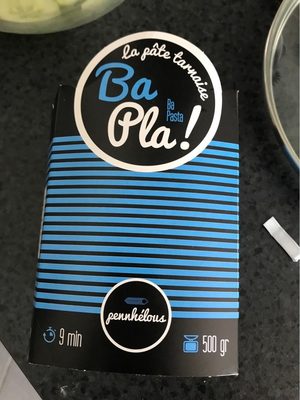 la pâte tarnaise
Ba
Ba
Pasta
Pla!
pennhélous
9 min
500 gr